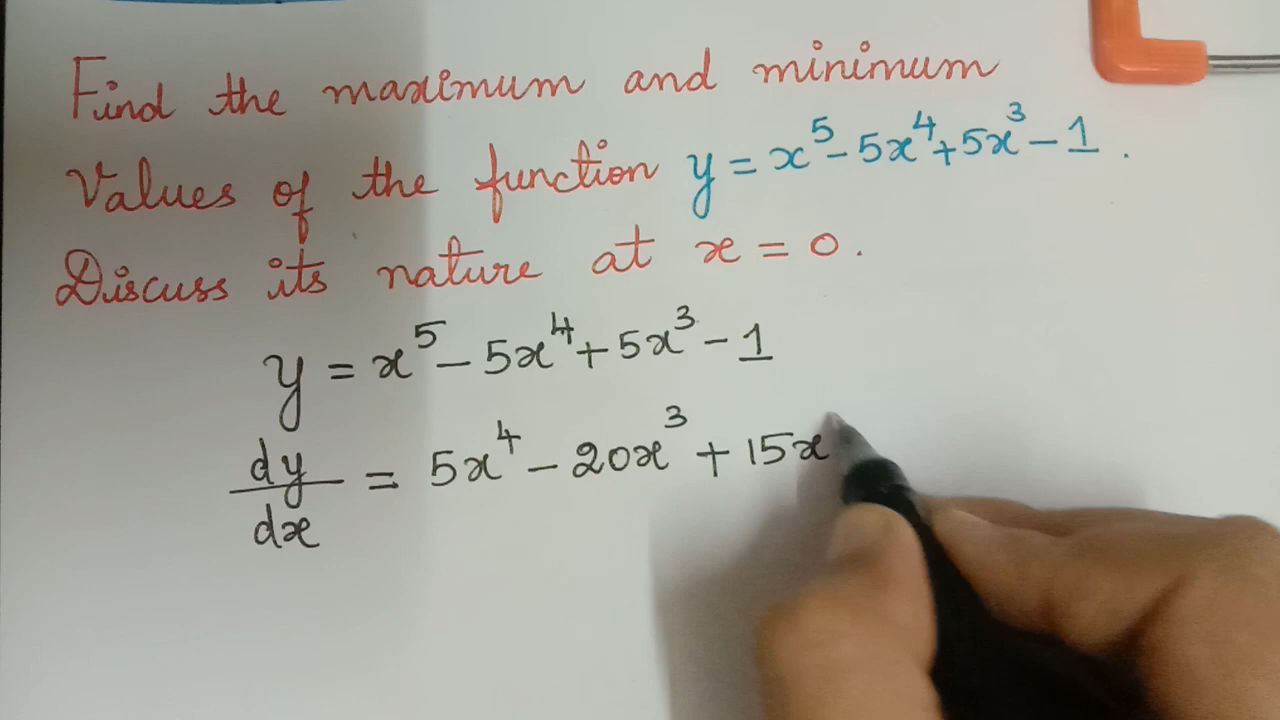 Find the maximum and minimum
Values of the function y = x⁵ - 5x⁴ + 5x³ - 1.
Discuss its nature at x = 0.
y = x⁵ - 5x⁴ + 5x³ - 1
dy/dx = 5x⁴ - 20x³ + 15x